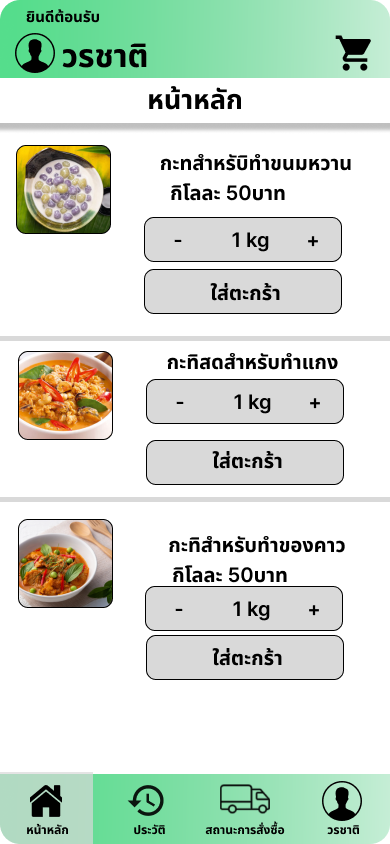 ยินดีต้อนรับ
วรชาติ
หน้าหลัก
กะทสำหรับิทำขนมหวาน
กิโลละ 50บาท
- 1 kg +
ใส่ตะกร้า
กะทิสดสำหรับทำแกง
- 1 kg +
ใส่ตะกร้า
กะทิสำหรับทำของคาว
กิโลละ 50บาท
- 1 kg +
ใส่ตะกร้า
หน้าหลัก ประวัติ สถานะการสั่งซื้อ วรชาติ